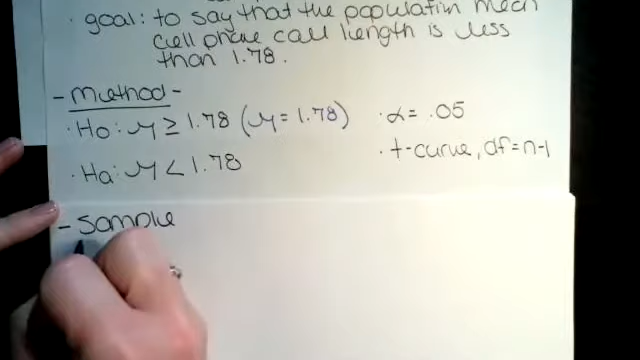 · goal: to say that the population mean
cell phone call length is less
than 1.78.
- Method -
· Ho: μ ≥ 1.78 (μ = 1.78)
· α = .05
· Ha: μ < 1.78
· t-curve, df = n-1
- Sample